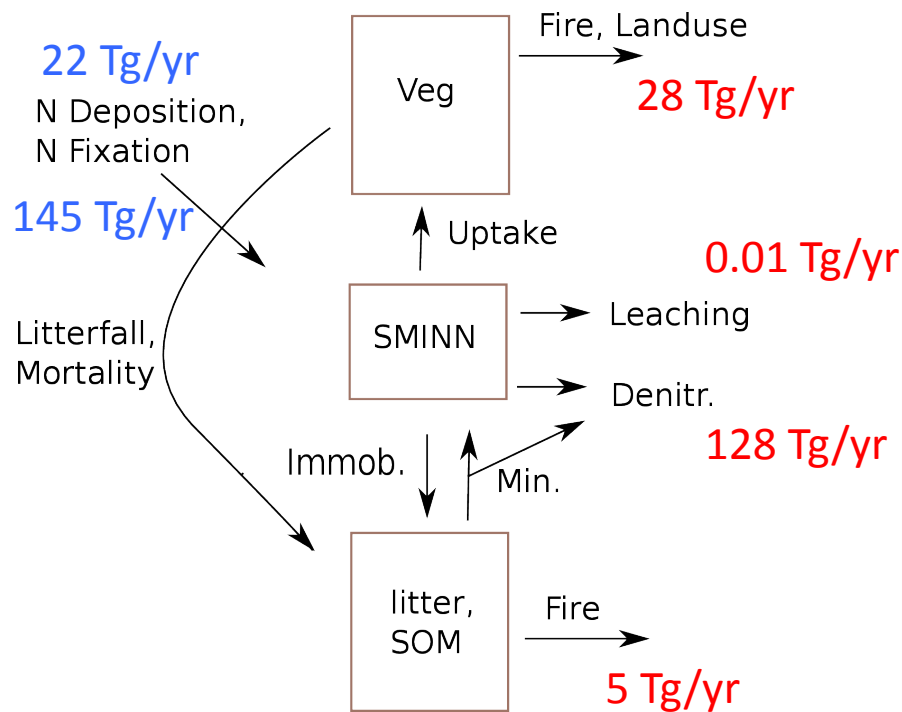 Fire, Landuse
22 Tg/yr
Veg
28 Tg/yr
N Deposition,
N Fixation
145 Tg/yr
Uptake
0.01 Tg/yr
Leaching
Litterfall,
Mortality
SMINN
Denitr.
128 Tg/yr
Immob.
Min.
litter,
SOM
Fire
5 Tg/yr